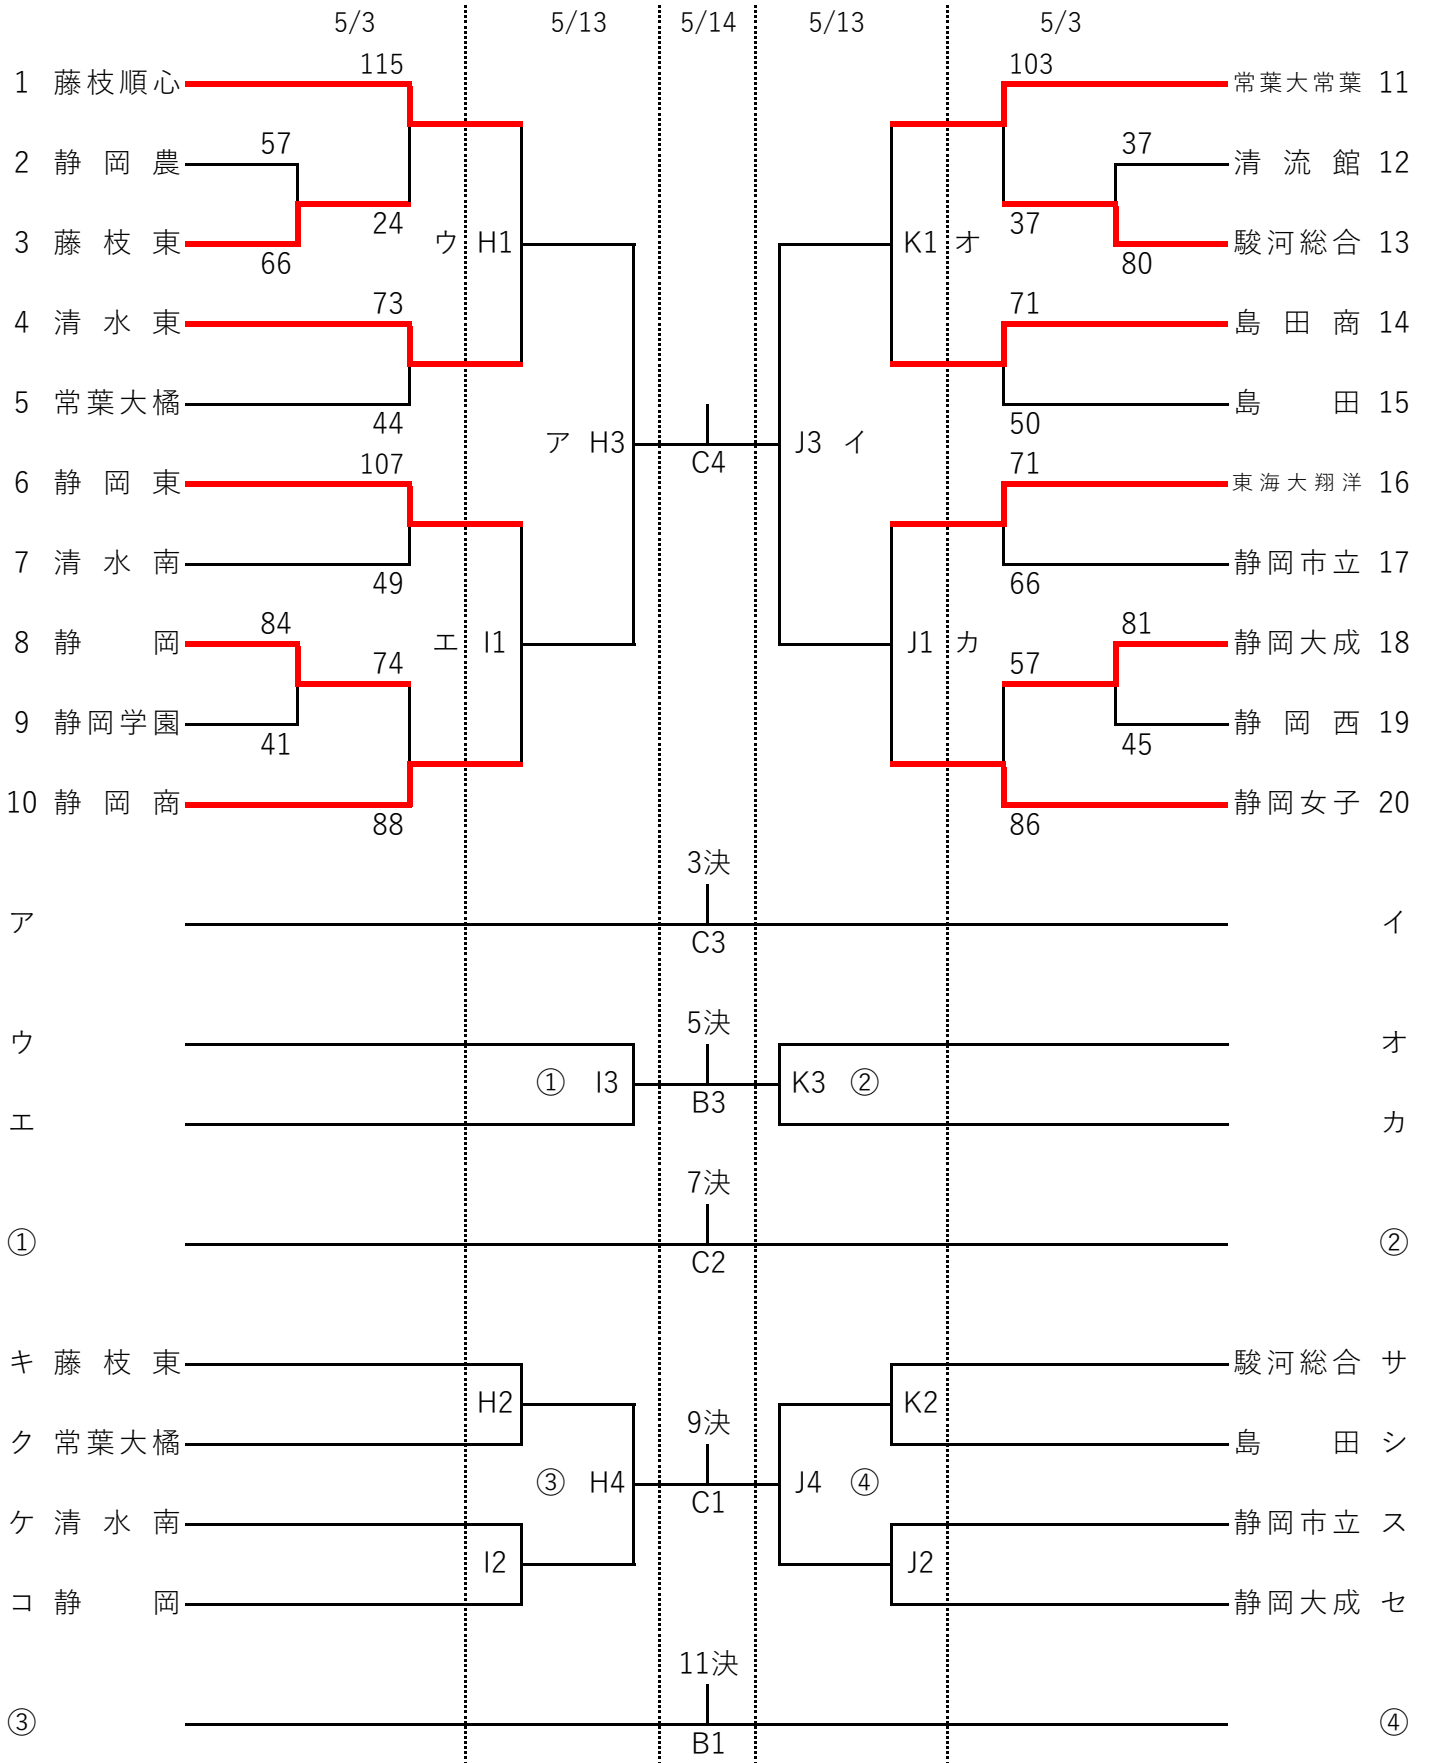 5/3 5/13 5/14 5/13 5/3
115 103
1 藤枝順心 常葉大常葉 11
57 37
2 静岡農 清流館 12
24 37
3 藤枝東 ウ H1 K1 オ 駿河総合 13
66 80
73 71
4 清水東 島田商 14
5 常葉大橘 島田 15
44 50
ア H3 J3 イ
C4
107 71
6 静岡東 東海大翔洋 16
7 清水南 静岡市立 17
49 66
84 81
8 静岡 エ I1 J1 カ 静岡大成 18
74 57
9 静岡学園 静岡西 19
41 45
10 静岡商 静岡女子 20
88 86
3決
ア イ
C3
5決
ウ オ
① I3 K3 ②
B3
エ カ
7決
① ②
C2
キ 藤枝東 駿河総合 サ
H2 K2
9決
ク 常葉大橘 島田 シ
③ H4 J4 ④
C1
ケ 清水南 静岡市立 ス
I2 J2
コ 静岡 静岡大成 セ
11決
③ ④
B1